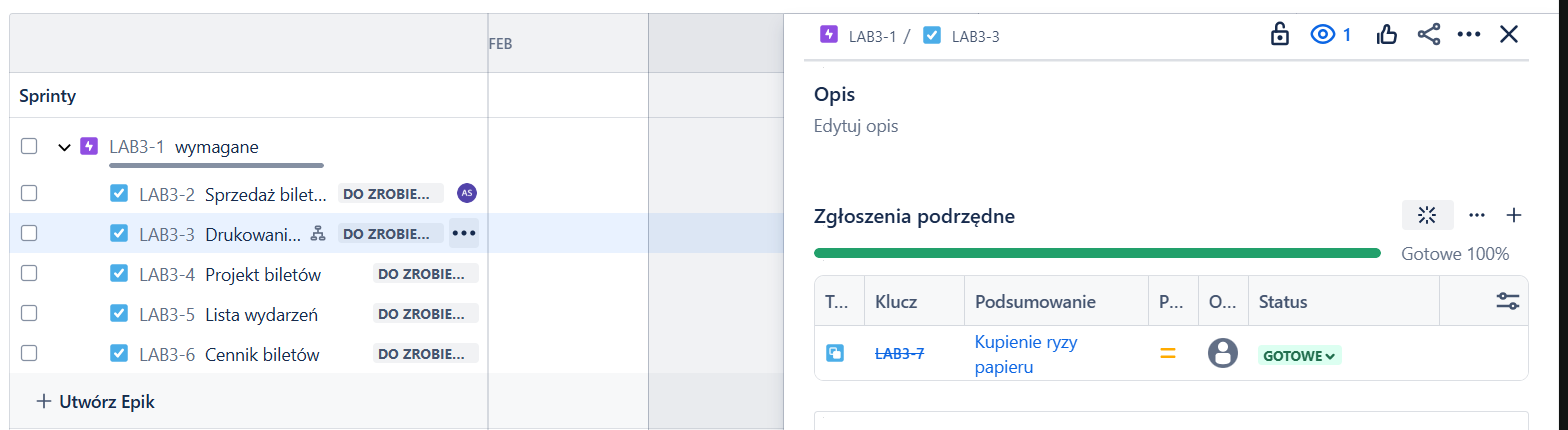 FEB
Sprinty
LAB3-1 wymagane
LAB3-2 Sprzedaż bilet... DO ZROBIE... AS
LAB3-3 Drukowani... DO ZROBIE...
LAB3-4 Projekt biletów DO ZROBIE...
LAB3-5 Lista wydarzeń DO ZROBIE...
LAB3-6 Cennik biletów DO ZROBIE...
+ Utwórz Epik
LAB3-1 / LAB3-3 1
Opis
Edytuj opis
Zgłoszenia podrzędne
Gotowe 100%
T... Klucz Podsumowanie P... O... Status
LAB3-7 Kupienie ryzy papieru GOTOWE